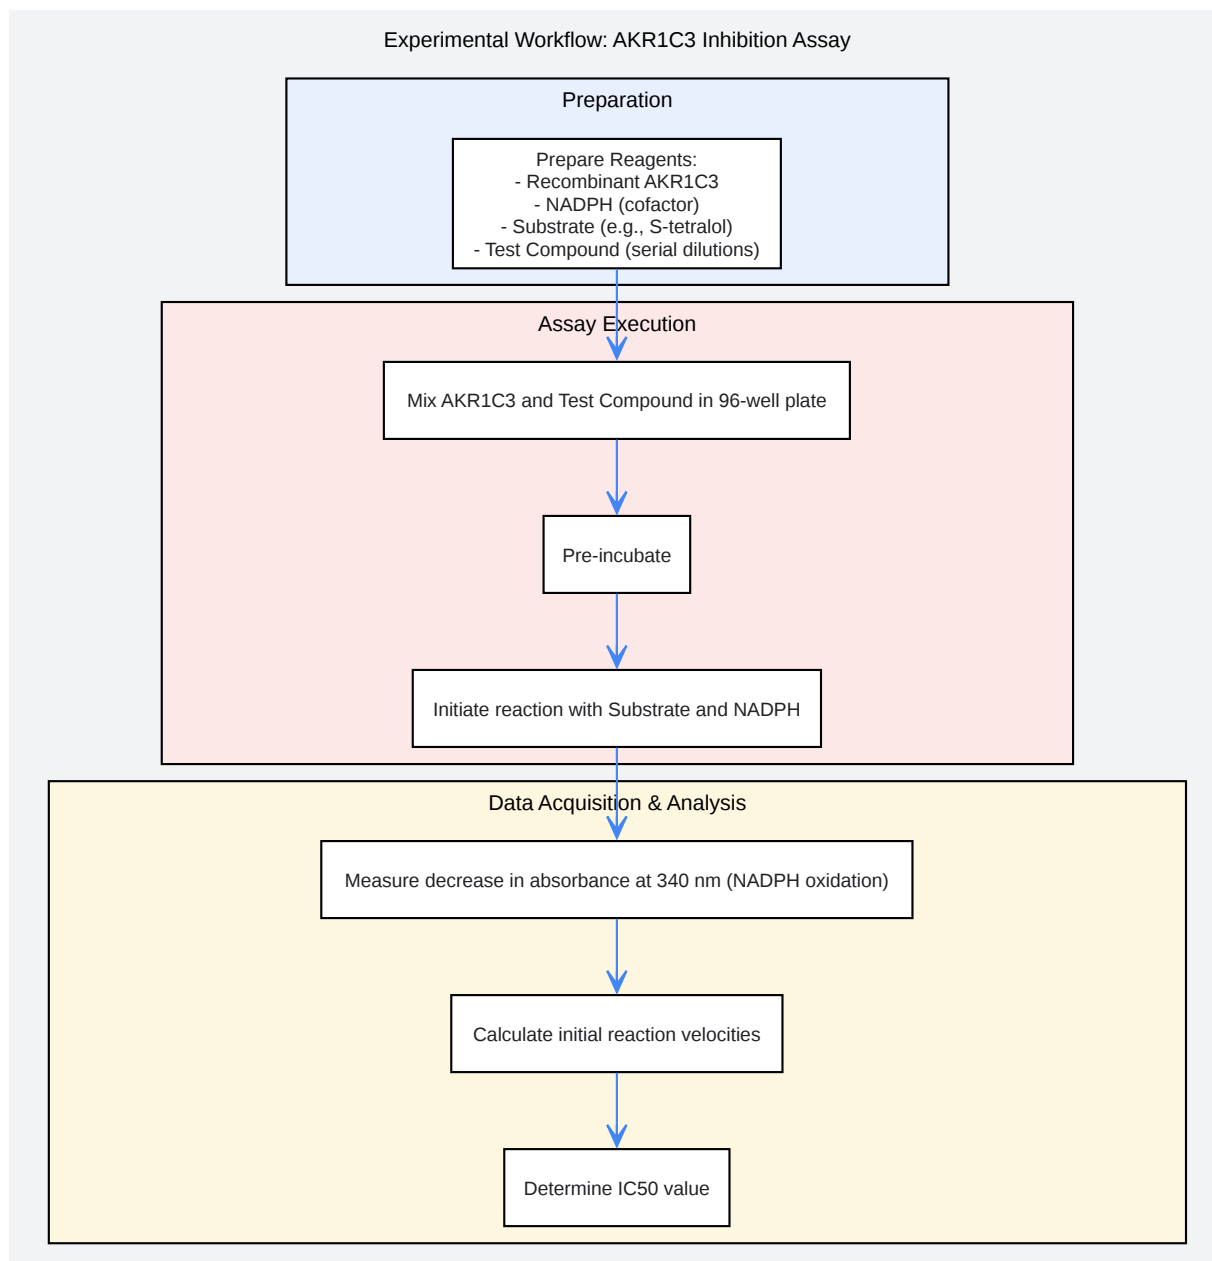 Experimental Workflow: AKR1C3 Inhibition Assay
Preparation
Prepare Reagents:
- Recombinant AKR1C3
- NADPH (cofactor)
- Substrate (e.g., S-tetralol)
- Test Compound (serial dilutions)
Assay Execution
Mix AKR1C3 and Test Compound in 96-well plate
Pre-incubate
Initiate reaction with Substrate and NADPH
Data Acquisition & Analysis
Measure decrease in absorbance at 340 nm (NADPH oxidation)
Calculate initial reaction velocities
Determine IC50 value